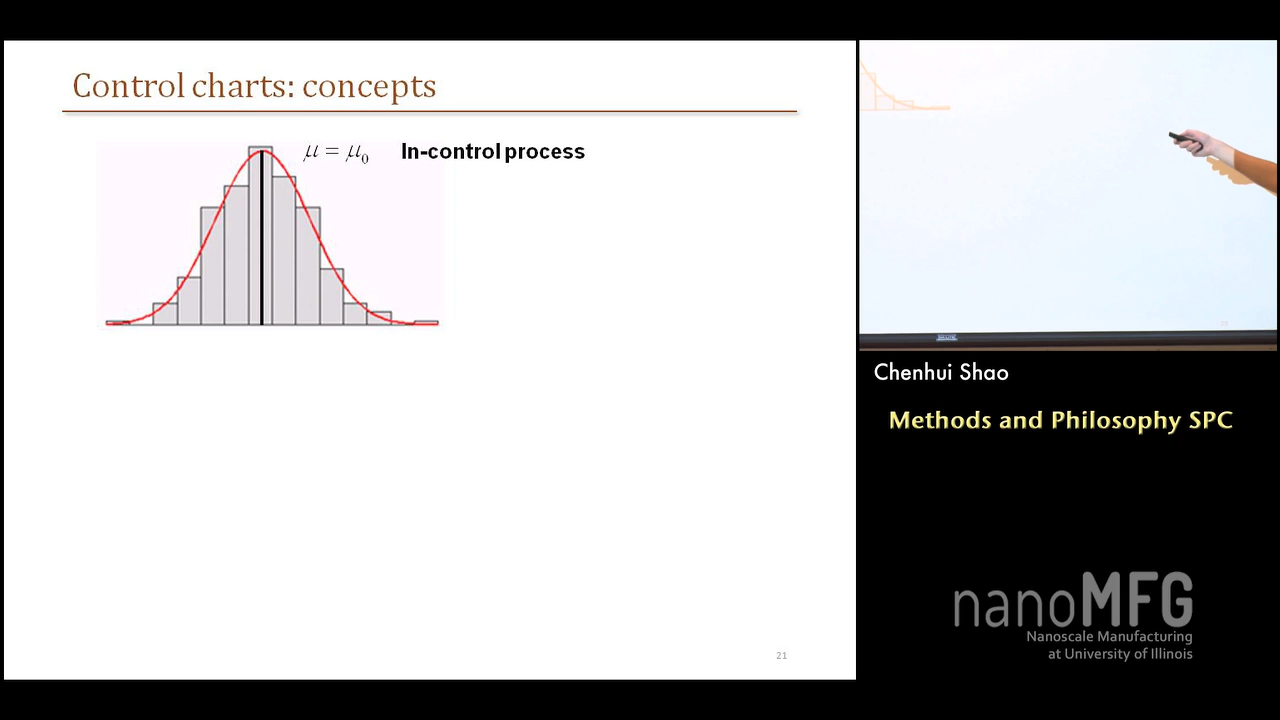 Control charts: concepts
μ = μ₀ In-control process
21
Chenhui Shao
Methods and Philosophy SPC
nanoMFG
Nanoscale Manufacturing
at University of Illinois